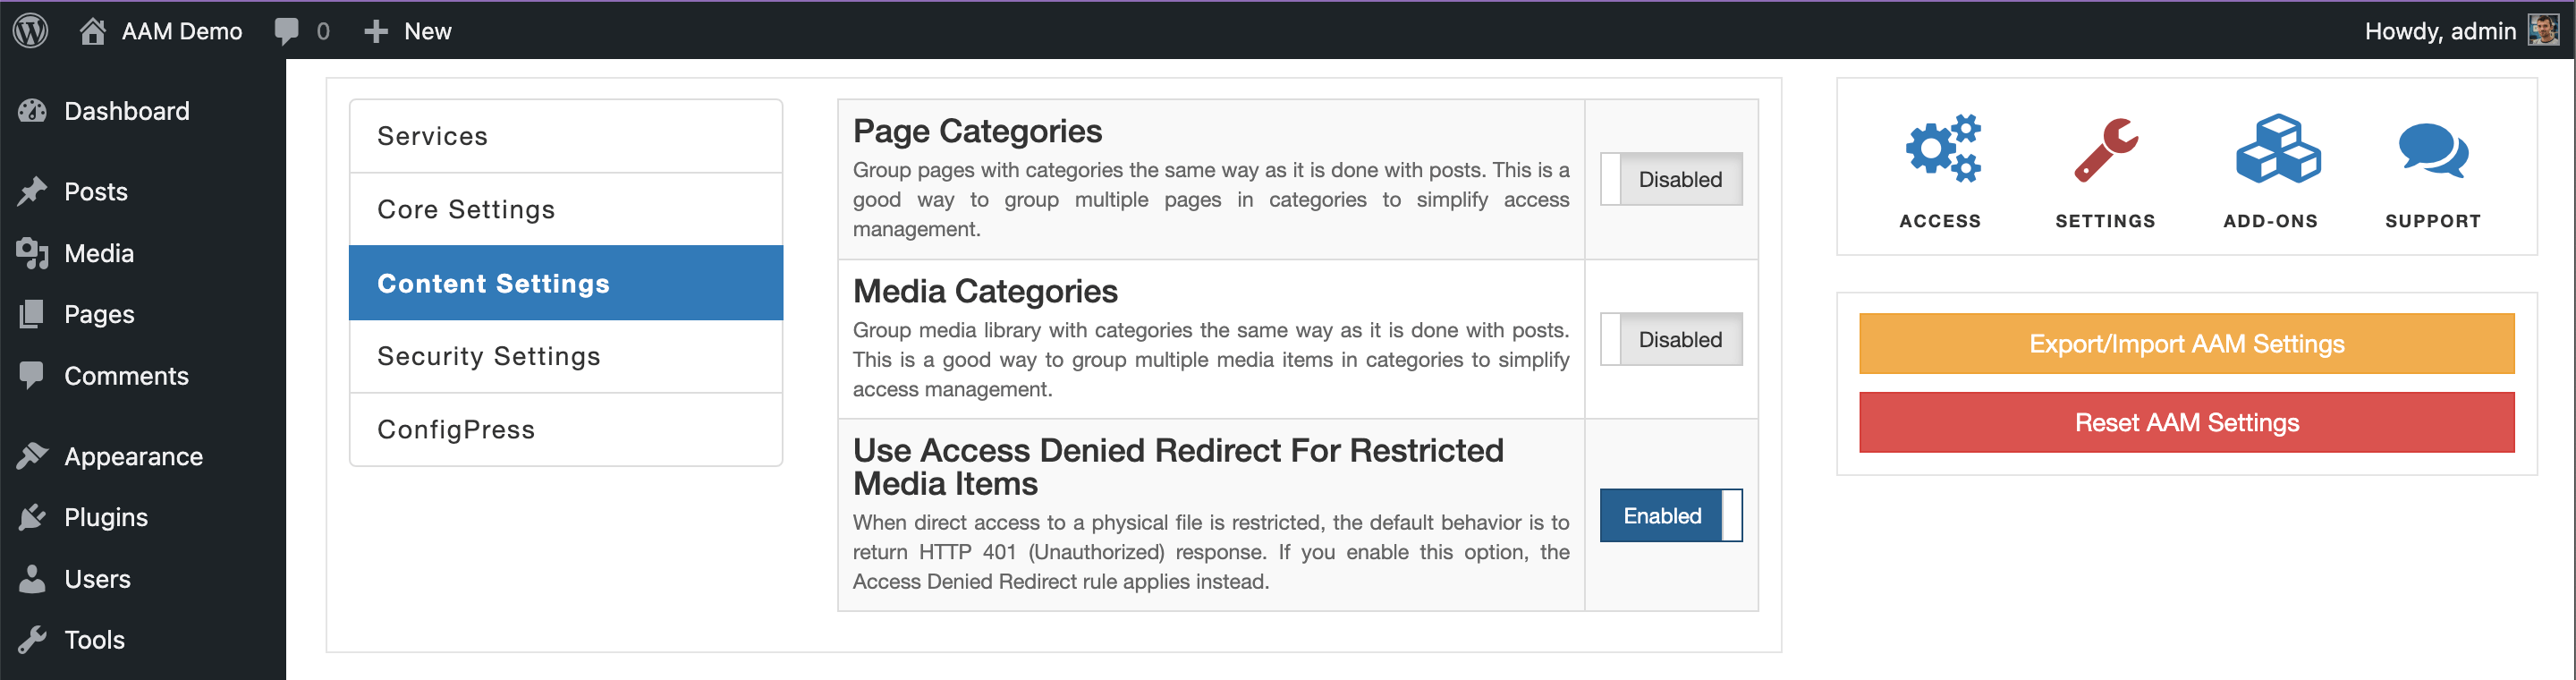 AAM Demo 0 New Howdy, admin
Dashboard
Posts
Media
Pages
Comments
Appearance
Plugins
Users
Tools
Services
Core Settings
Content Settings
Security Settings
ConfigPress
Page Categories
Group pages with categories the same way as it is done with posts. This is a
good way to group multiple pages in categories to simplify access
management.
Disabled
Media Categories
Group media library with categories the same way as it is done with posts.
This is a good way to group multiple media items in categories to simplify
access management.
Disabled
Use Access Denied Redirect For Restricted
Media Items
When direct access to a physical file is restricted, the default behavior is to
return HTTP 401 (Unauthorized) response. If you enable this option, the
Access Denied Redirect rule applies instead.
Enabled
ACCESS SETTINGS ADD-ONS SUPPORT
Export/Import AAM Settings
Reset AAM Settings